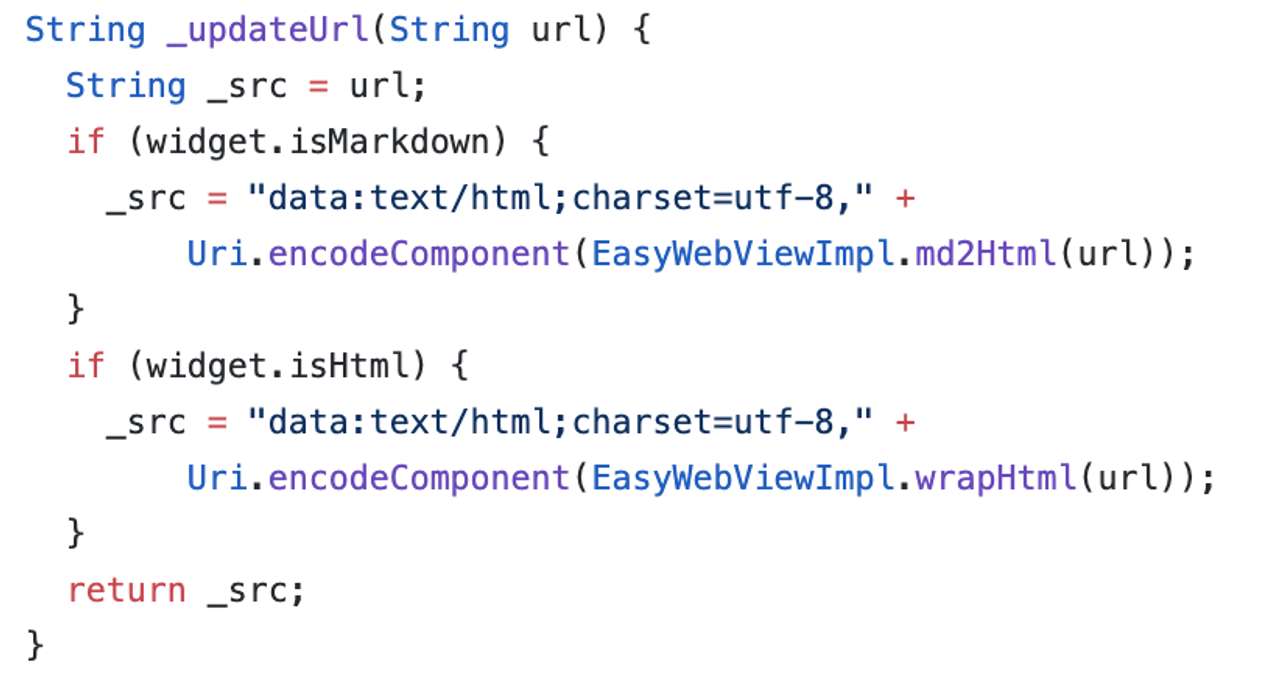 String _updateUrl(String url) {
  String _src = url;
  if (widget.isMarkdown) {
    _src = "data:text/html;charset=utf-8," +
        Uri.encodeComponent(EasyWebViewImpl.md2Html(url));
  }
  if (widget.isHtml) {
    _src = "data:text/html;charset=utf-8," +
        Uri.encodeComponent(EasyWebViewImpl.wrapHtml(url));
  }
  return _src;
}